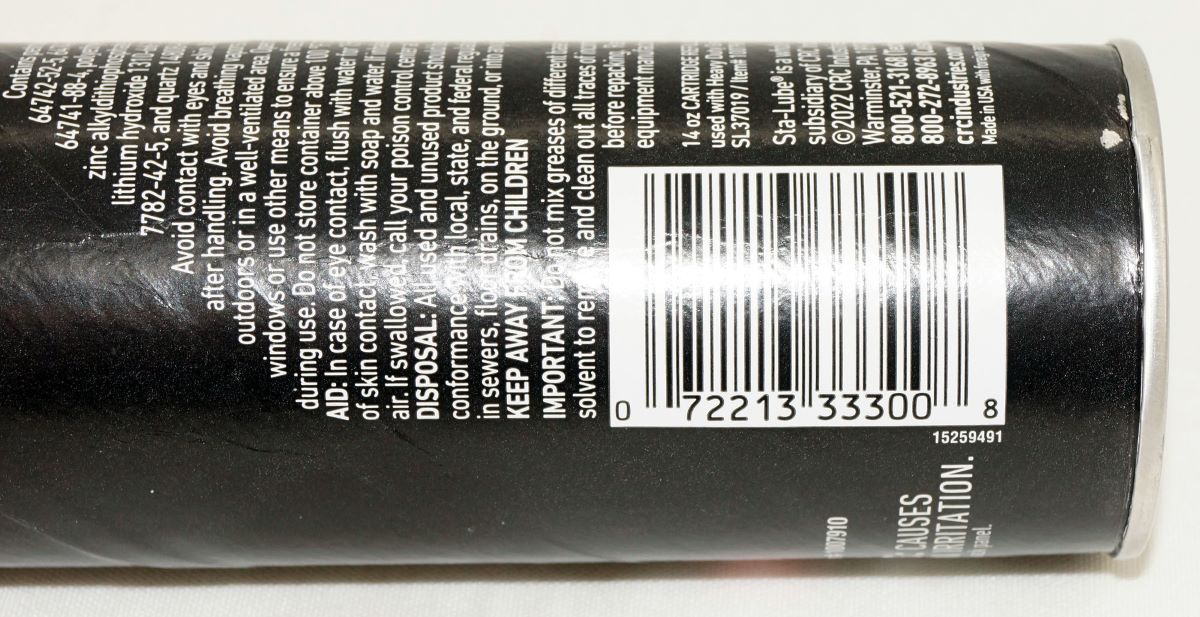 Contains
64742-52-5, 64
64741-88-4,
zinc
lithium hydroxide 1310-
7782-42-5, and quartz
Avoid contact with eyes and skin
after handling. Avoid breathing
outdoors or in a well-ventilated area.
windows or use other means to ensure a
during use. Do not store container above
AID: In case of eye contact, flush with water for
of skin contact, wash with soap and water. If
air. If swallowed, call your poison control
DISPOSAL: All used and unused product
conformance with local, state, and federal
in sewers, floor drains, on the ground, or
KEEP AWAY FROM CHILDREN
IMPORTANT: Do not mix greases of different
solvent to remove and clean out all traces of
before repacking.
equipment
14 oz CARTRIDGE
used with Heavy
SL37019 / Item#
Sta-Lube® is a
subsidiary of CRC
©2022 CRC
Warminster, PA
800-521-3168
800-272-8963
crcindustries.com
Made in USA with
0 72213 33300 8
15259491
1007910
CAUSES
IRRITATION.
panel.